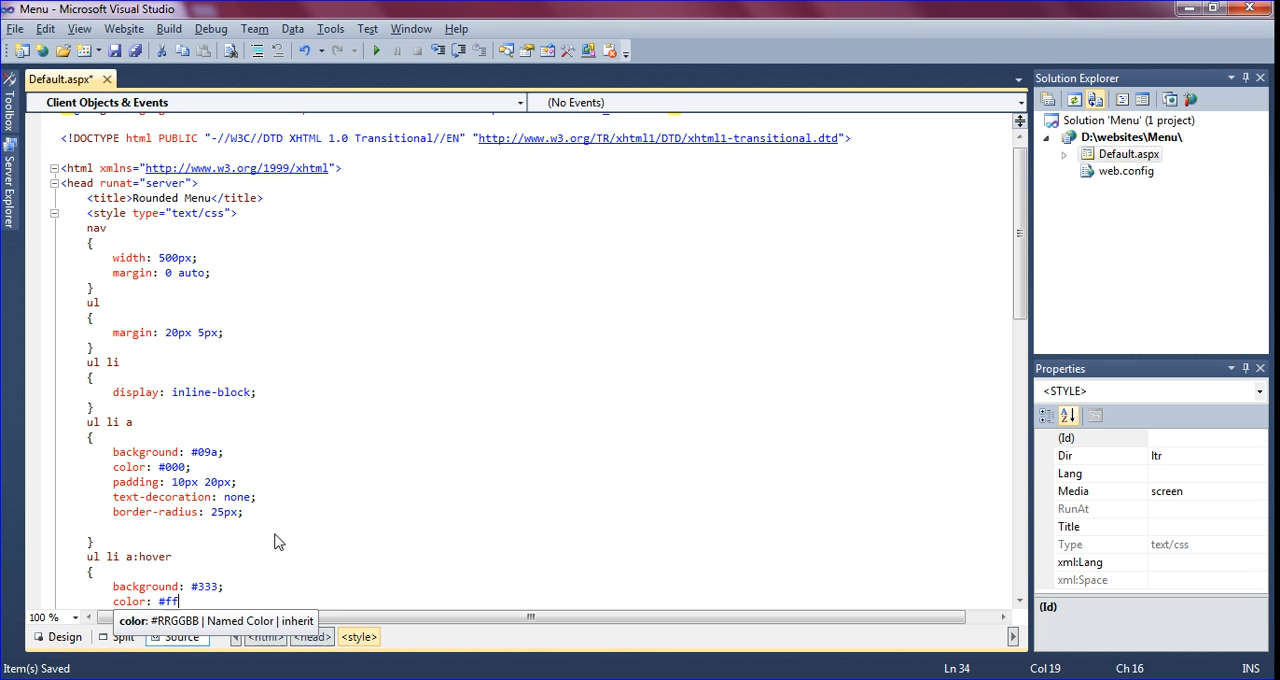 Menu - Microsoft Visual Studio
File Edit View Website Build Debug Team Data Tools Test Window Help
Default.aspx*
Client Objects & Events (No Events)
<!DOCTYPE html PUBLIC "-//W3C//DTD XHTML 1.0 Transitional//EN" "http://www.w3.org/TR/xhtml1/DTD/xhtml1-transitional.dtd">
<html xmlns="http://www.w3.org/1999/xhtml">
<head runat="server">
<title>Rounded Menu</title>
<style type="text/css">
nav
{
width: 500px;
margin: 0 auto;
}
ul
{
margin: 20px 5px;
}
ul li
{
display: inline-block;
}
ul li a
{
background: #09a;
color: #000;
padding: 10px 20px;
text-decoration: none;
border-radius: 25px;
}
ul li a:hover
{
background: #333;
color: #ff
color: #RRGGBB | Named Color | inherit
100 %
Design Split Source <html> <head> <style>
Toolbox
Server Explorer
Solution Explorer
Solution 'Menu' (1 project)
D:\websites\Menu\
Default.aspx
web.config
Properties
<STYLE>
(Id)
Dir ltr
Lang
Media screen
RunAt
Title
Type text/css
xml:Lang
xml:Space
(Id)
Item(s) Saved Ln 34 Col 19 Ch 16 INS